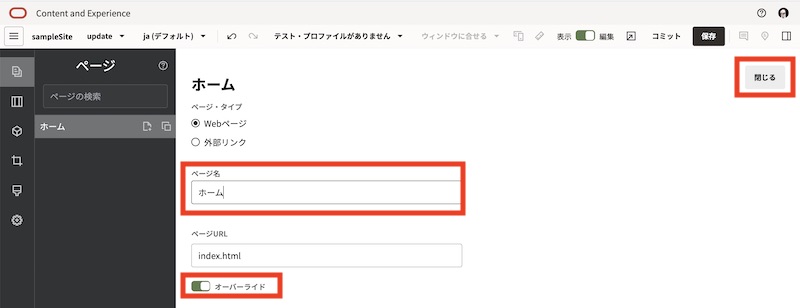 Content and Experience
sampleSite update ja (デフォルト) テスト・プロファイルがありません ウィンドウに合せる 表示 編集 コミット 保存
ページ
ページの検索
ホーム
ホーム
閉じる
ページ・タイプ
Webページ
外部リンク
ページ名
ホーム
ページURL
index.html
オーバーライド